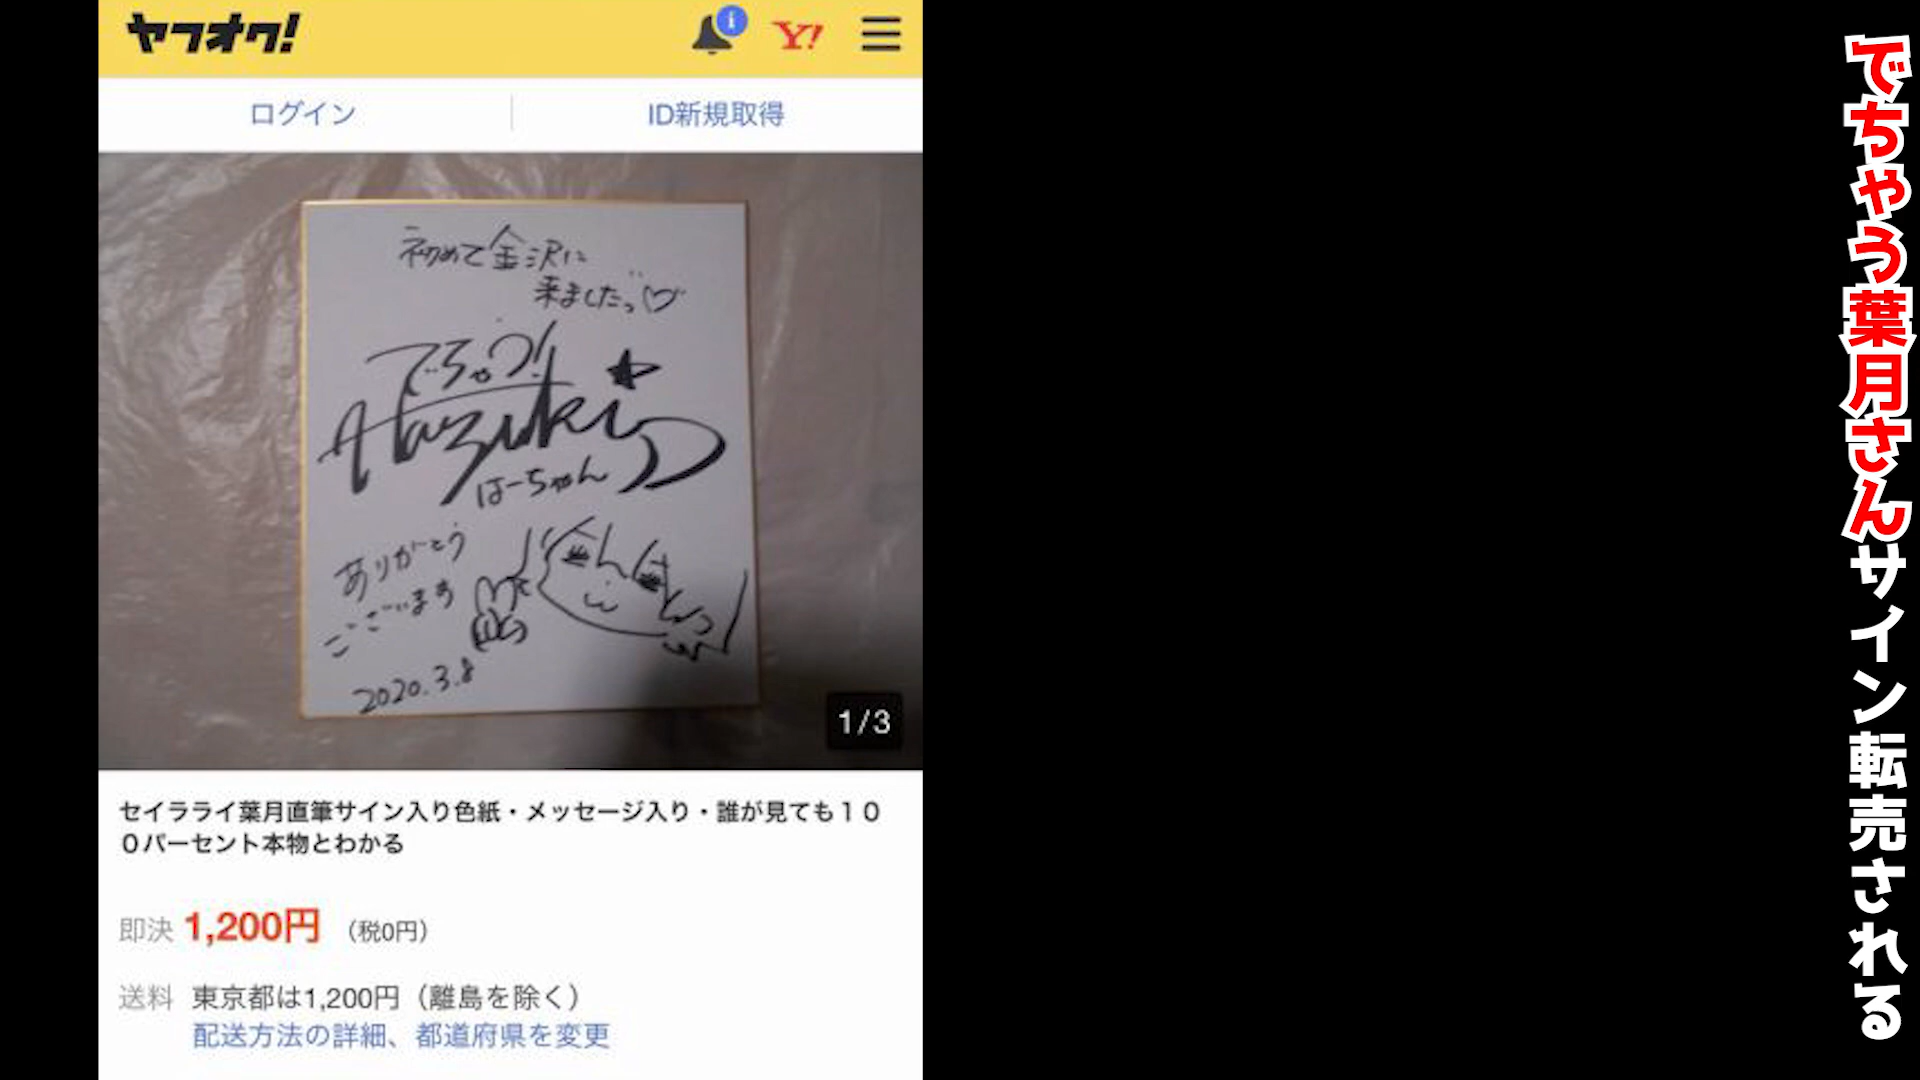 ヤフオク!
i
Y!
ログイン
ID新規取得
初めて金沢に
来ましたっ♡
でちゃう!
Hazuki
はーちゃん
ありがとう
ございます
2020.3.8
1/3
セイラライ葉月直筆サイン入り色紙・メッセージ入り・誰が見ても１０
０パーセント本物とわかる
即決 1,200円 （税0円）
送料 東京都は1,200円（離島を除く）
配送方法の詳細、都道府県を変更
でちゃう葉月さんサイン転売される